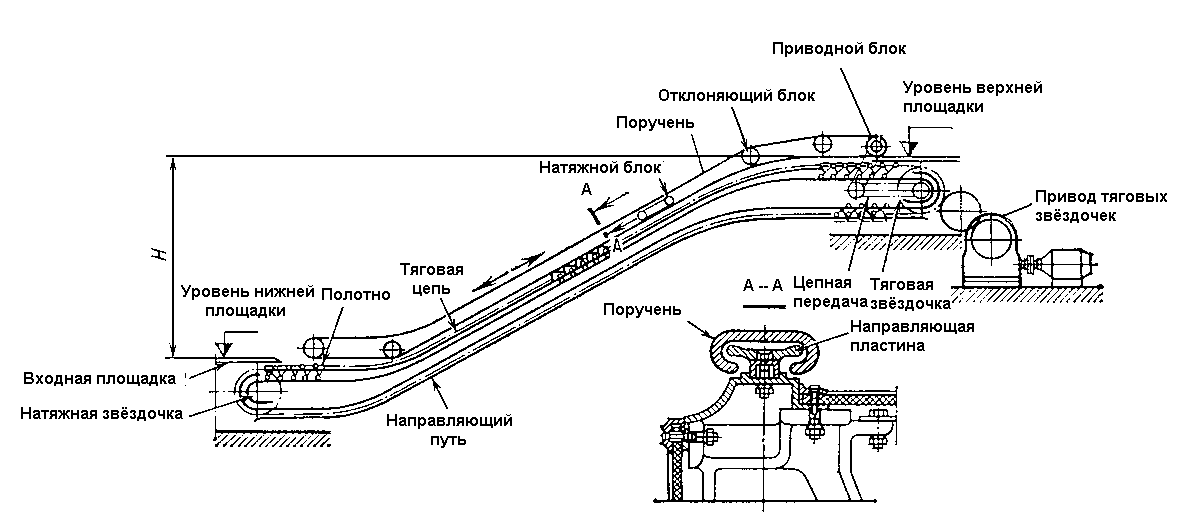 Приводной блок
Отклоняющий блок
Уровень верхней
площадки
Поручень
Натяжной блок
А
А
Н
Привод тяговых
звёздочек
Тяговая
цепь
Уровень нижней
площадки
Полотно
А -- А
Цепная
передача
Тяговая
звёздочка
Поручень
Направляющая
пластина
Входная площадка
Натяжная звёздочка
Направляющий
путь